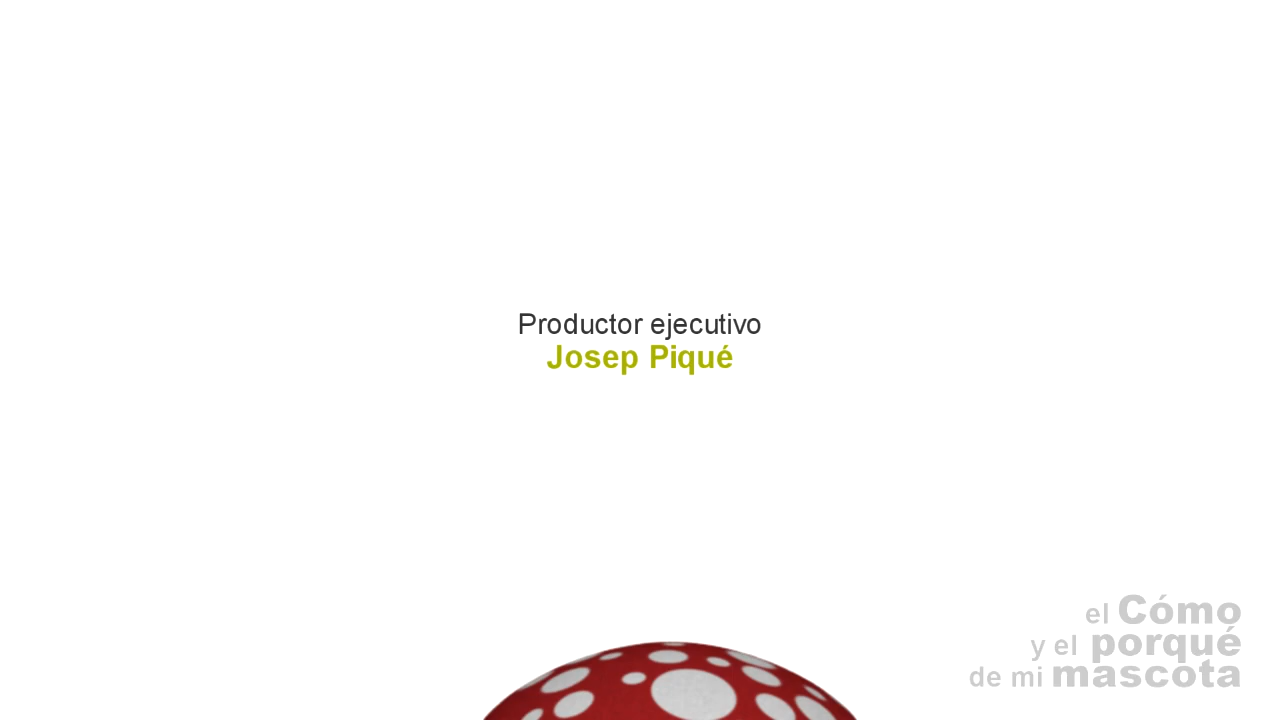 Productor ejecutivo
Josep Piqué
el Cómo
y el porqué
de mi mascota